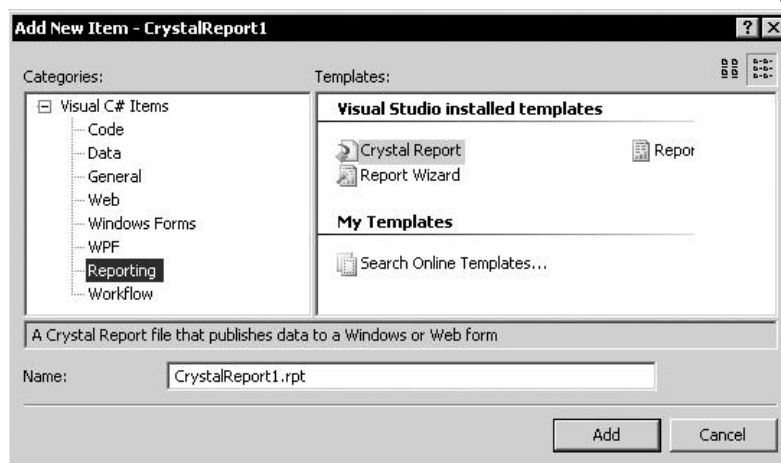 Add New Item - CrystalReport1
Categories:
Templates:
Visual C# Items
Code
Data
General
Web
Windows Forms
WPF
Reporting
Workflow
Visual Studio installed templates
Crystal Report
Repor
Report Wizard
My Templates
Search Online Templates...
A Crystal Report file that publishes data to a Windows or Web form
Name:
CrystalReport1.rpt
Add
Cancel